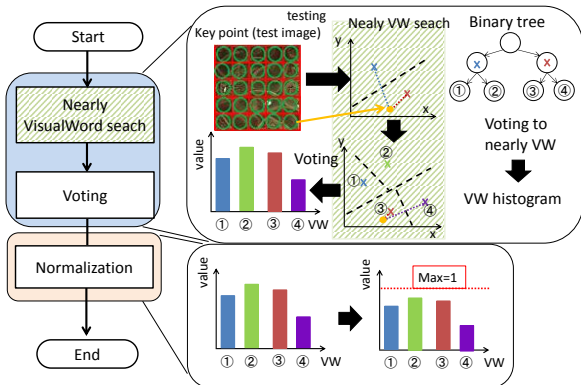 Start
Nearly
VisualWord seach
Voting
Normalization
End
testing
Key point (test image)
Nealy VW seach
y
x
x
x
Binary tree
x
x
① ② ③ ④
Voting to
nearly VW
VW histogram
value
Voting
① ② ③ ④ VW
y
②
x
①
x
③
x
x
④
x
value
① ② ③ ④
VW
value
Max=1
① ② ③ ④
VW